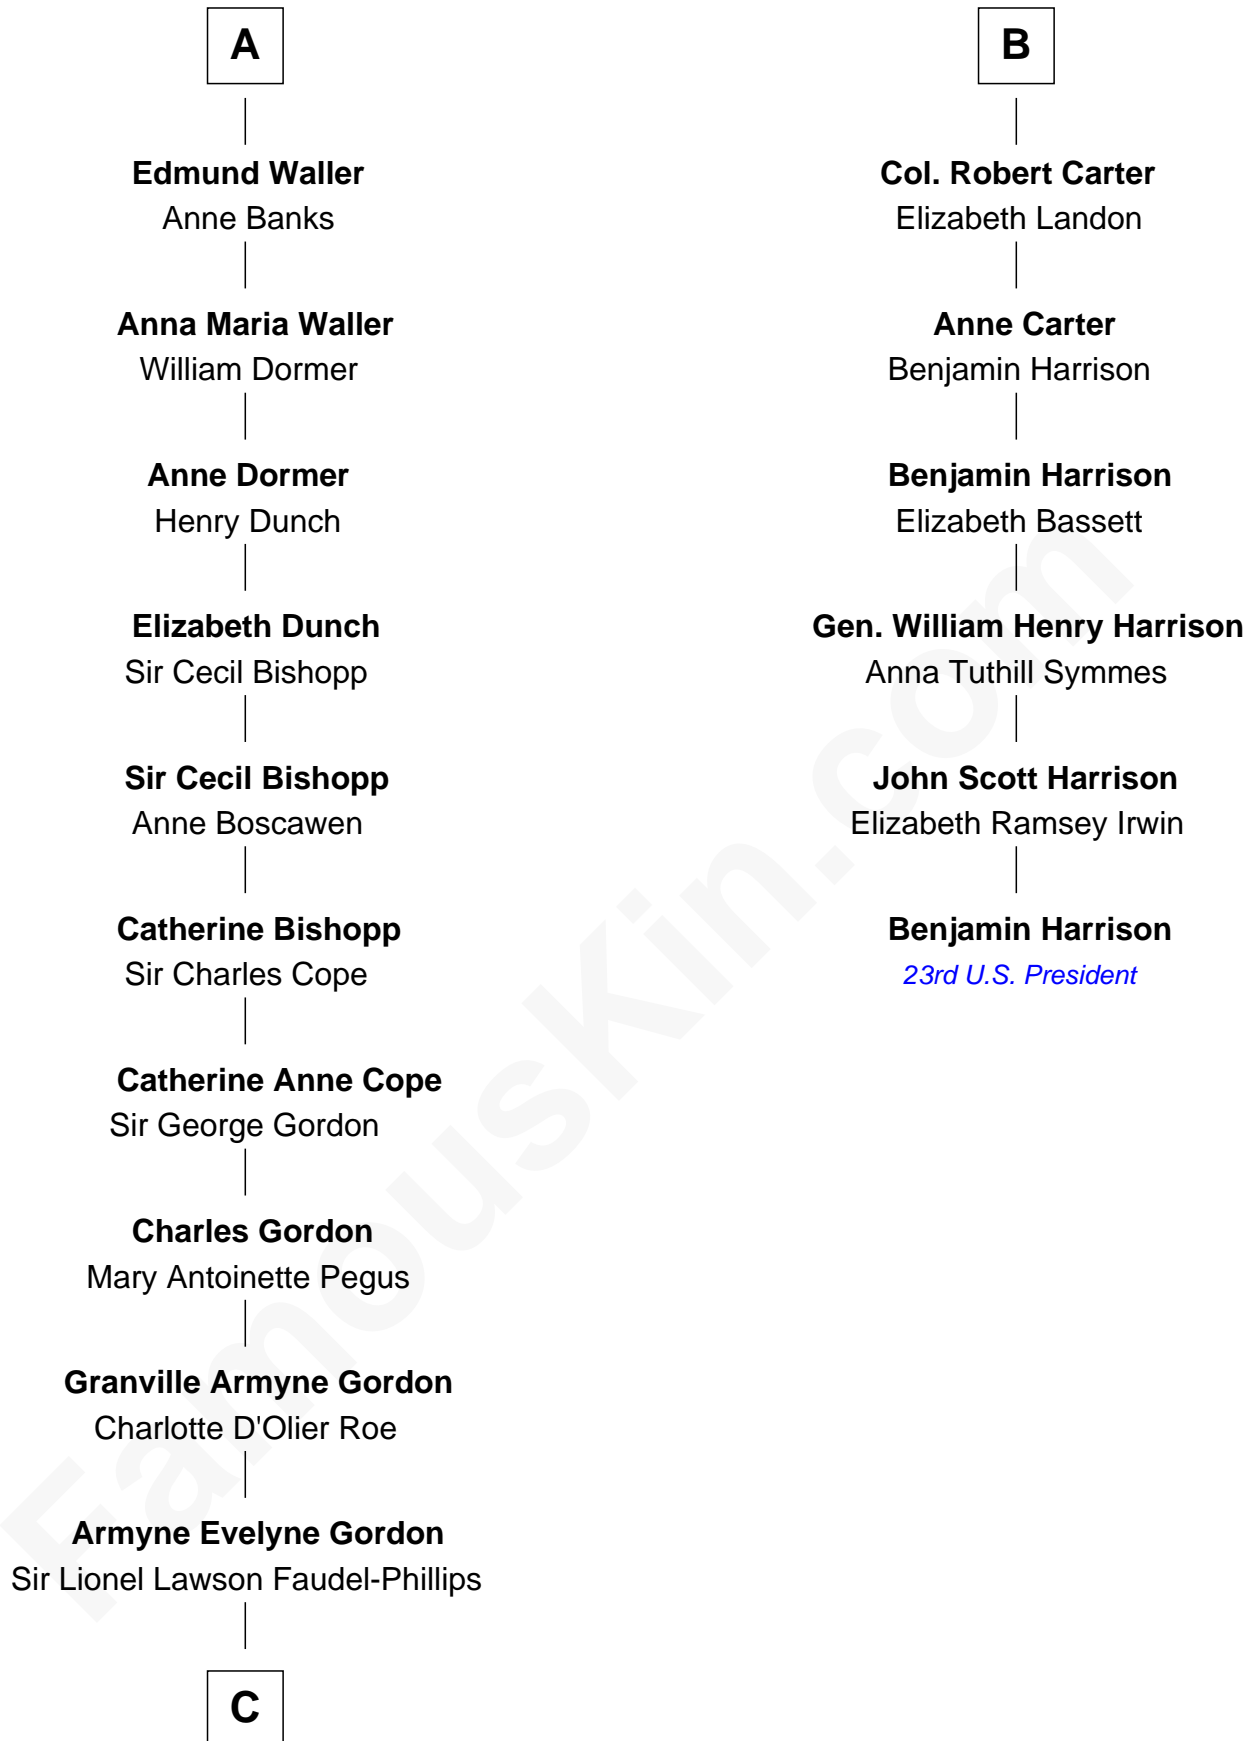 A
Edmund Waller
Anne Banks
Anna Maria Waller
William Dormer
Anne Dormer
Henry Dunch
Elizabeth Dunch
Sir Cecil Bishopp
Sir Cecil Bishopp
Anne Boscawen
Catherine Bishopp
Sir Charles Cope
Catherine Anne Cope
Sir George Gordon
Charles Gordon
Mary Antoinette Pegus
Granville Armyne Gordon
Charlotte D'Olier Roe
Armyne Evelyne Gordon
Sir Lionel Lawson Faudel-Phillips
C
B
Col. Robert Carter
Elizabeth Landon
Anne Carter
Benjamin Harrison
Benjamin Harrison
Elizabeth Bassett
Gen. William Henry Harrison
Anna Tuthill Symmes
John Scott Harrison
Elizabeth Ramsey Irwin
Benjamin Harrison
23rd U.S. President
FamousKin.com